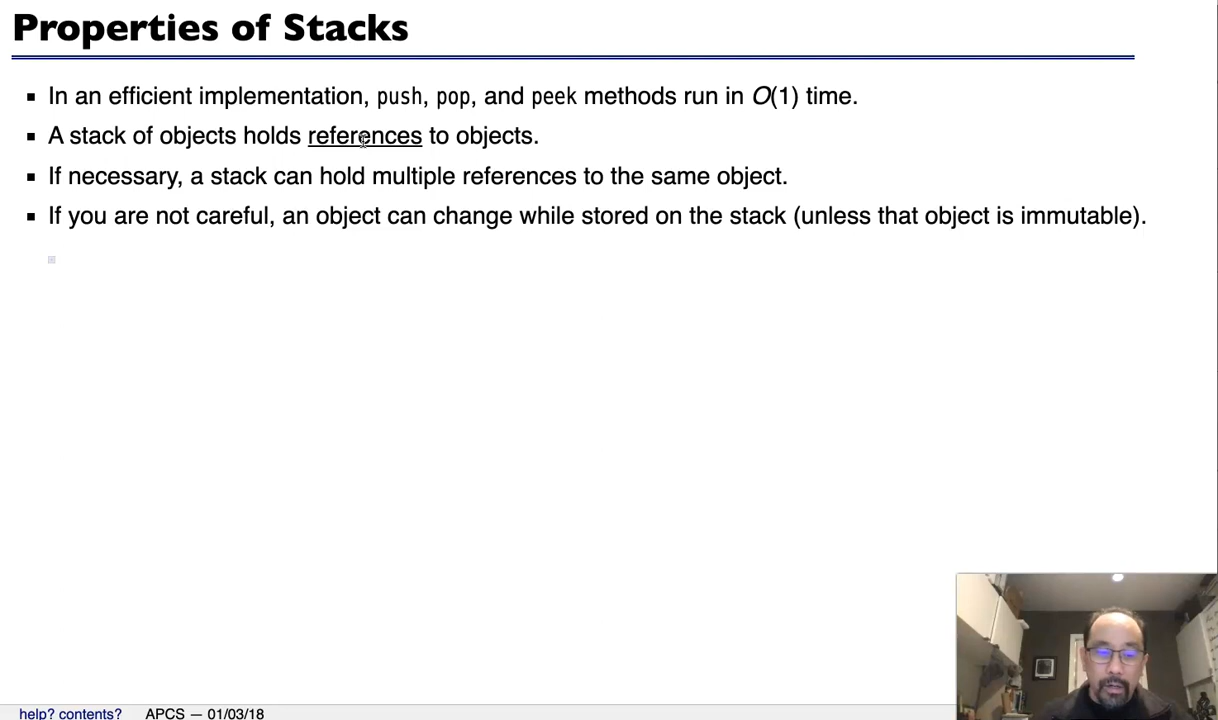 Properties of Stacks
In an efficient implementation, push, pop, and peek methods run in O(1) time.
A stack of objects holds references to objects.
If necessary, a stack can hold multiple references to the same object.
If you are not careful, an object can change while stored on the stack (unless that object is immutable).
help? contents? APCS — 01/03/18